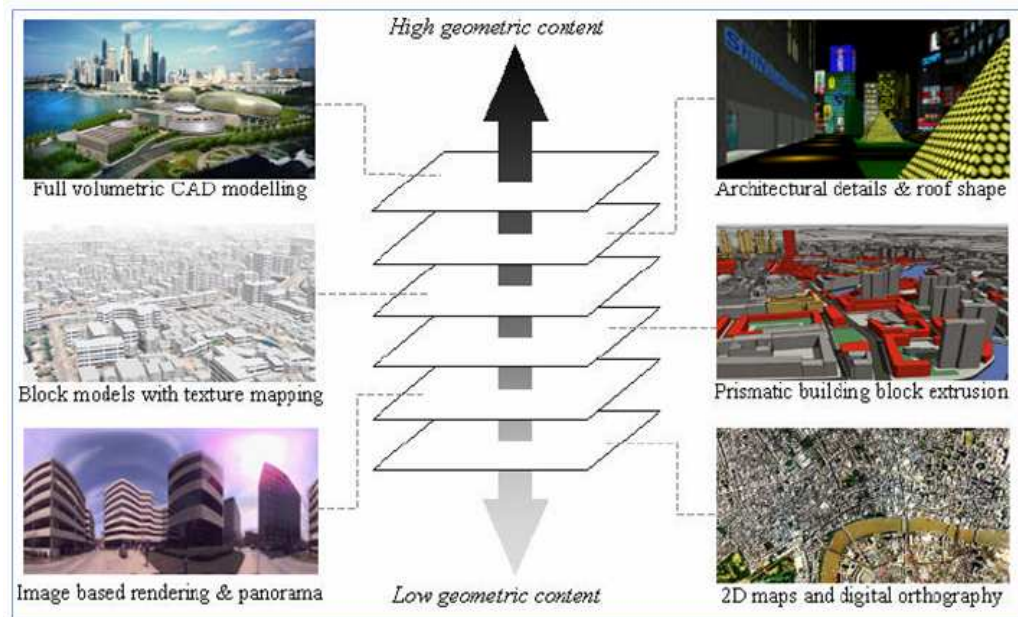 High geometric content
Full volumetric CAD modelling
Architectural details & roof shape
Block models with texture mapping
Prismatic building block extrusion
Image based rendering & panorama
Low geometric content
2D maps and digital orthography